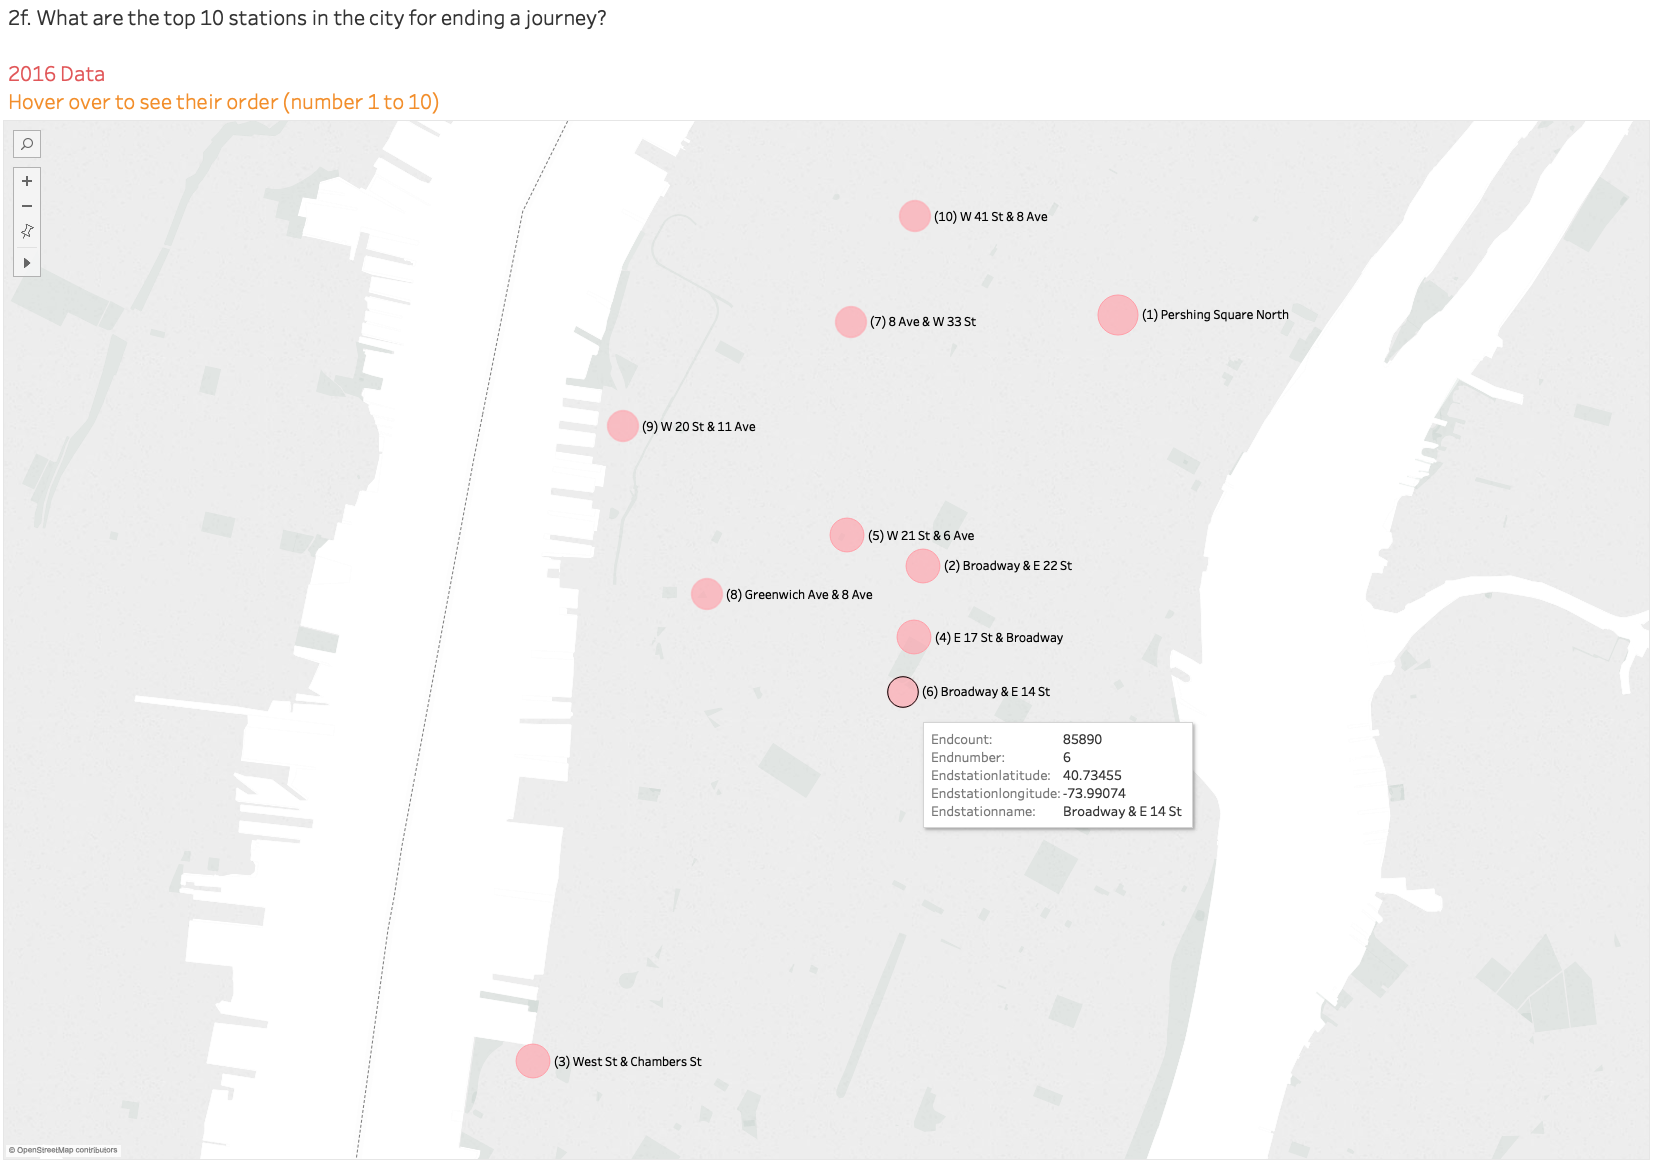 2f. What are the top 10 stations in the city for ending a journey?
2016 Data
Hover over to see their order (number 1 to 10)
(10) W 41 St & 8 Ave
(1) Pershing Square North
(7) 8 Ave & W 33 St
(9) W 20 St & 11 Ave
(5) W 21 St & 6 Ave
(2) Broadway & E 22 St
(8) Greenwich Ave & 8 Ave
(4) E 17 St & Broadway
(6) Broadway & E 14 St
Endcount: 85890
Endnumber: 6
Endstationlatitude: 40.73455
Endstationlongitude: -73.99074
Endstationname: Broadway & E 14 St
(3) West St & Chambers St
© OpenStreetMap contributors